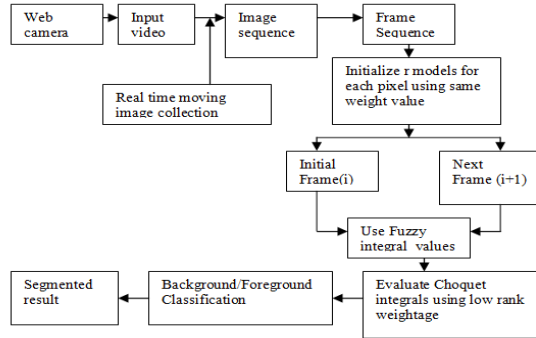 Web
camera
Input
video
Image
sequence
Frame
Sequence
Real time moving
image collection
Initialize r models for
each pixel using same
weight value
Initial
Frame(i)
Next
Frame (i+1)
Use Fuzzy
integral values
Evaluate Choquet
integrals using low rank
weightage
Background/Foreground
Classification
Segmented
result